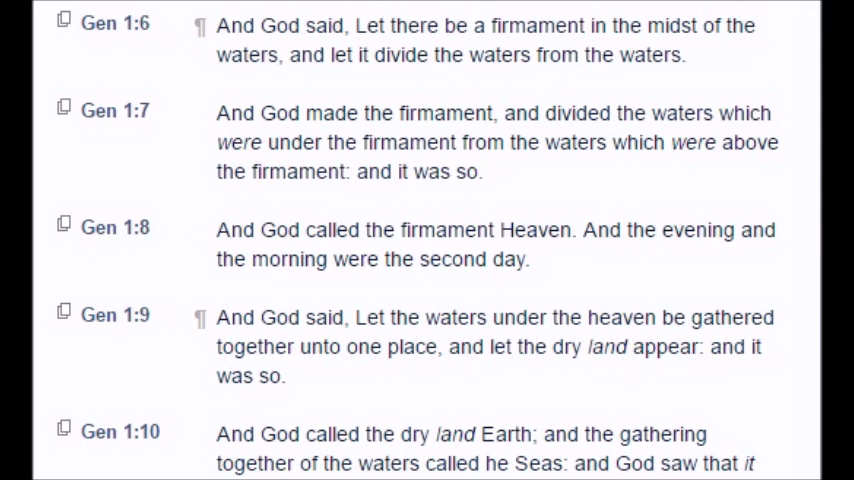 Gen 1:6 ¶ And God said, Let there be a firmament in the midst of the
waters, and let it divide the waters from the waters.
Gen 1:7 And God made the firmament, and divided the waters which
were under the firmament from the waters which were above
the firmament: and it was so.
Gen 1:8 And God called the firmament Heaven. And the evening and
the morning were the second day.
Gen 1:9 ¶ And God said, Let the waters under the heaven be gathered
together unto one place, and let the dry land appear: and it
was so.
Gen 1:10 And God called the dry land Earth; and the gathering
together of the waters called he Seas: and God saw that it